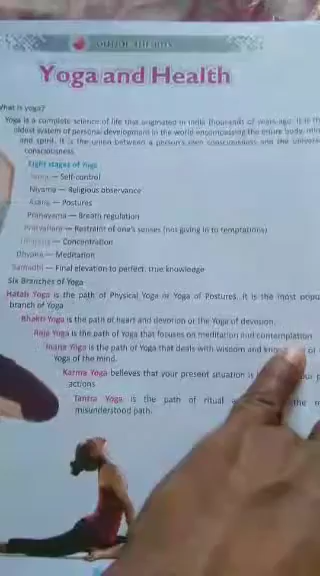 Yoga and Health
What is yoga?
Yoga is a complete science of life that originated in India thousands of years ago. It is th
oldest system of personal development in the world encompassing the entire body, min
and spirit. It is the union between a person's own consciousness and the universa
consciousness.
Eight stages of Yoga
— Self-control
Niyama — Religious observance
Asana — Postures
Pranayama — Breath regulation
Pratyahara — Restraint of one's senses (not giving in to temptations)
— Concentration
Dhyana — Meditation
Samadhi — Final elevation to perfect, true knowledge
Six Branches of Yoga
Hatah Yoga is the path of Physical Yoga or Yoga of Postures. It is the most popu
branch of Yoga
Bhakti Yoga is the path of heart and devotion or the Yoga of devotion.
Raja Yoga is the path of Yoga that focuses on meditation and contemplation
Jnana Yoga is the path of Yoga that deals with wisdom and or
Yoga of the mind.
Karma Yoga believes that your present situation is our p
actions
Tantra Yoga is the path of ritual the m
misunderstood path.